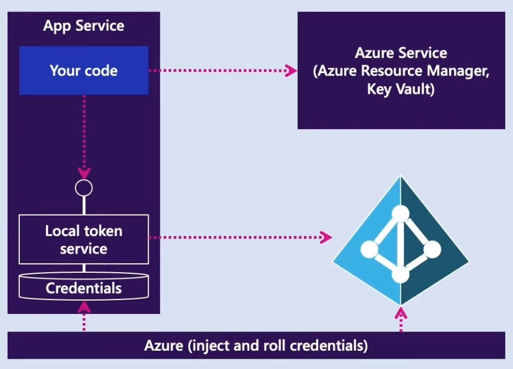 App Service
Your code
Azure Service
(Azure Resource Manager,
Key Vault)
Local token
service
Credentials
Azure (inject and roll credentials)